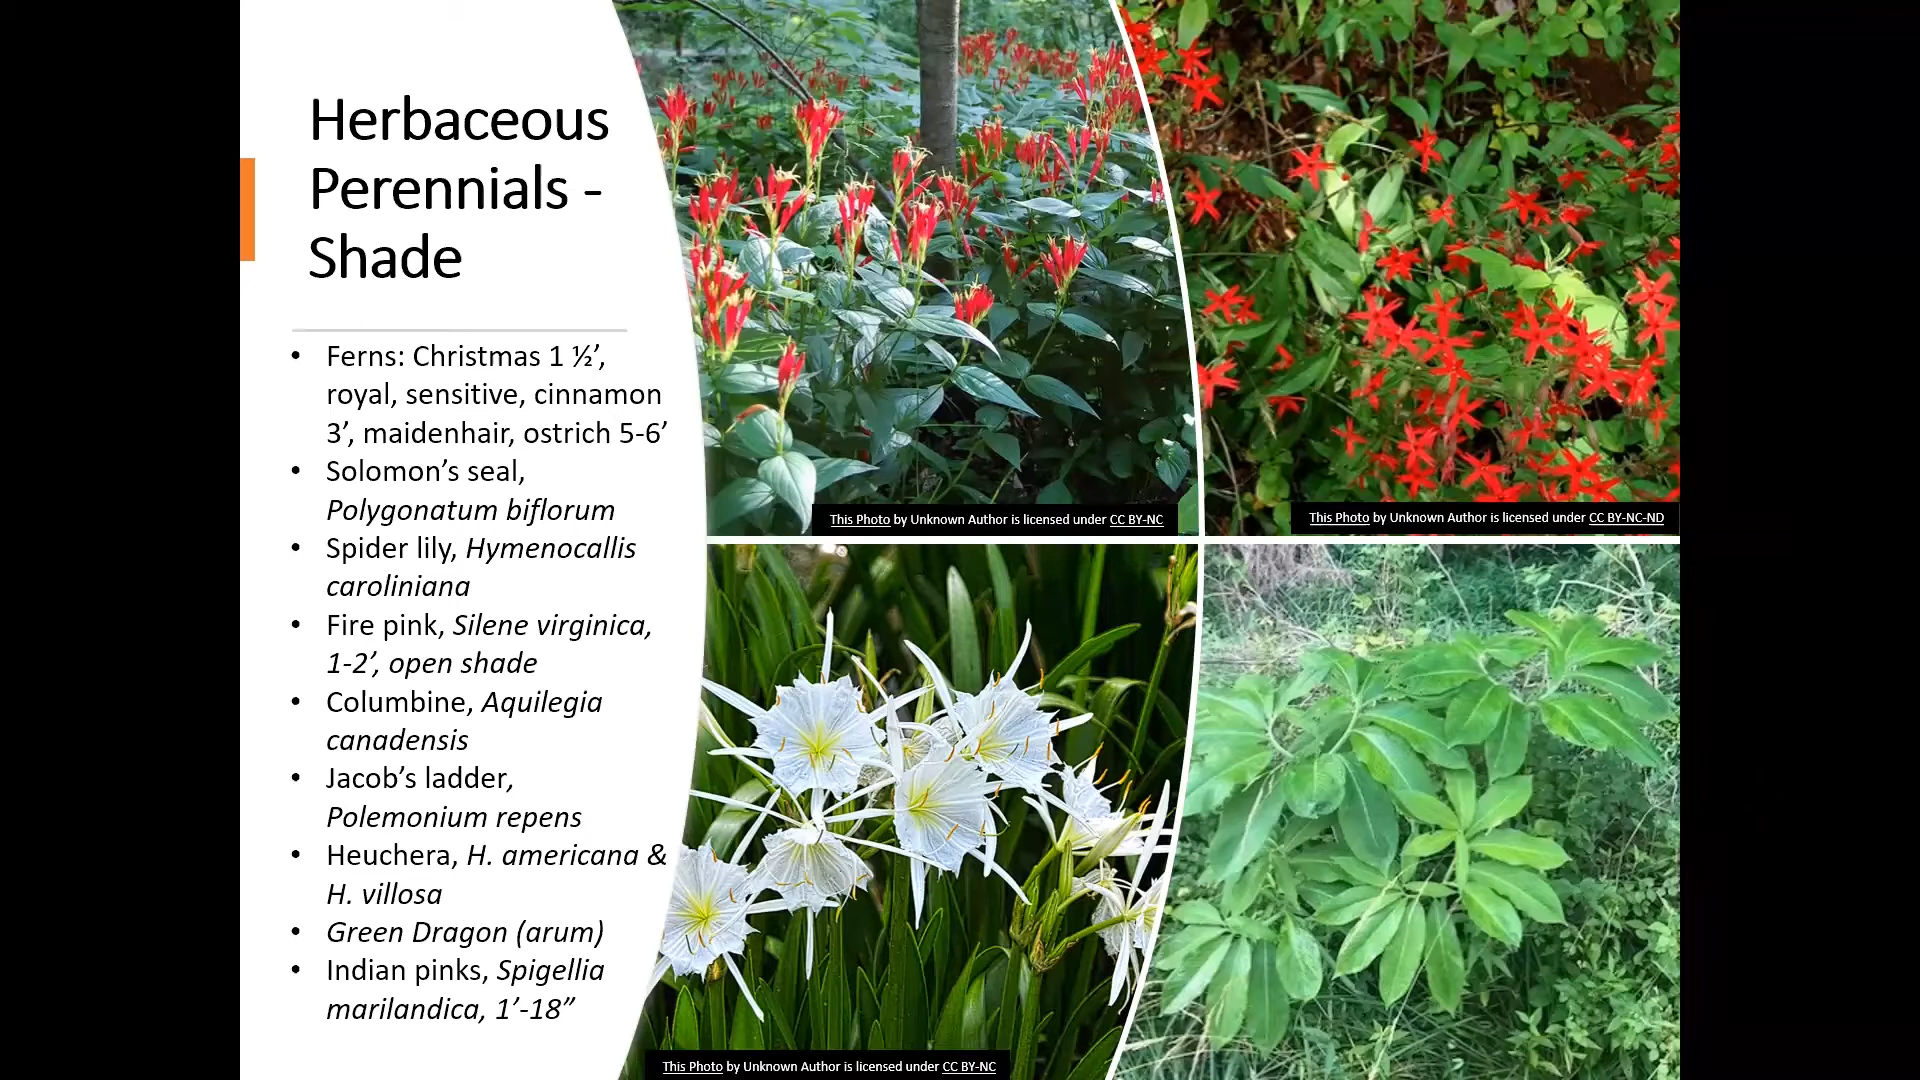 Herbaceous
Perennials -
Shade
• Ferns: Christmas 1 ½’,
royal, sensitive, cinnamon
3’, maidenhair, ostrich 5-6’
• Solomon’s seal,
Polygonatum biflorum
• Spider lily, Hymenocallis
caroliniana
• Fire pink, Silene virginica,
1-2’, open shade
• Columbine, Aquilegia
canadensis
• Jacob’s ladder,
Polemonium repens
• Heuchera, H. americana &
H. villosa
• Green Dragon (arum)
• Indian pinks, Spigellia
marilandica, 1’-18”
This Photo by Unknown Author is licensed under CC BY-NC
This Photo by Unknown Author is licensed under CC BY-NC-ND
This Photo by Unknown Author is licensed under CC BY-NC